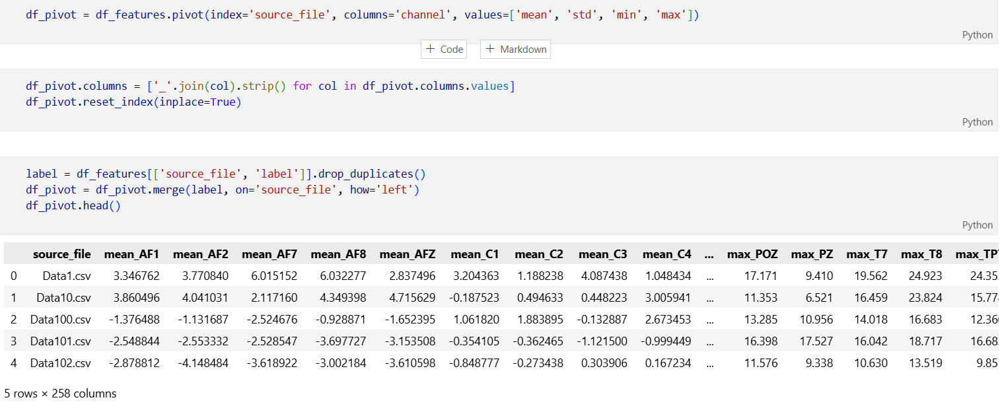 df_pivot = df_features.pivot(index='source_file', columns='channel', values=['mean', 'std', 'min', 'max'])
Python
+ Code + Markdown
df_pivot.columns = ['_'.join(col).strip() for col in df_pivot.columns.values]
df_pivot.reset_index(inplace=True)
Python
label = df_features[['source_file', 'label']].drop_duplicates()
df_pivot = df_pivot.merge(label, on='source_file', how='left')
df_pivot.head()
Python
source_file mean_AF1 mean_AF2 mean_AF7 mean_AF8 mean_AFZ mean_C1 mean_C2 mean_C3 mean_C4 ... max_POZ max_PZ max_T7 max_T8 max_TP
0 Data1.csv 3.346762 3.770840 6.015152 6.032277 2.837496 3.204363 1.188238 4.087438 1.048434 ... 17.171 9.410 19.562 24.923 24.35
1 Data10.csv 3.860496 4.041031 2.117160 4.349398 4.715629 -0.187523 0.494633 0.448223 3.005941 ... 11.353 6.521 16.459 23.824 15.77
2 Data100.csv -1.376488 -1.131687 -2.524676 -0.928871 -1.652395 1.061820 1.883895 -0.132887 2.673453 ... 13.285 10.956 14.018 16.683 12.36
3 Data101.csv -2.548844 -2.553332 -2.528547 -3.697727 -3.153508 -0.354105 -0.362465 -1.121500 -0.999449 ... 16.398 17.527 16.042 18.717 16.68
4 Data102.csv -2.878812 -4.148484 -3.618922 -3.002184 -3.610598 -0.848777 -0.273438 0.303906 0.167234 ... 11.576 9.338 10.630 13.519 9.85
5 rows × 258 columns